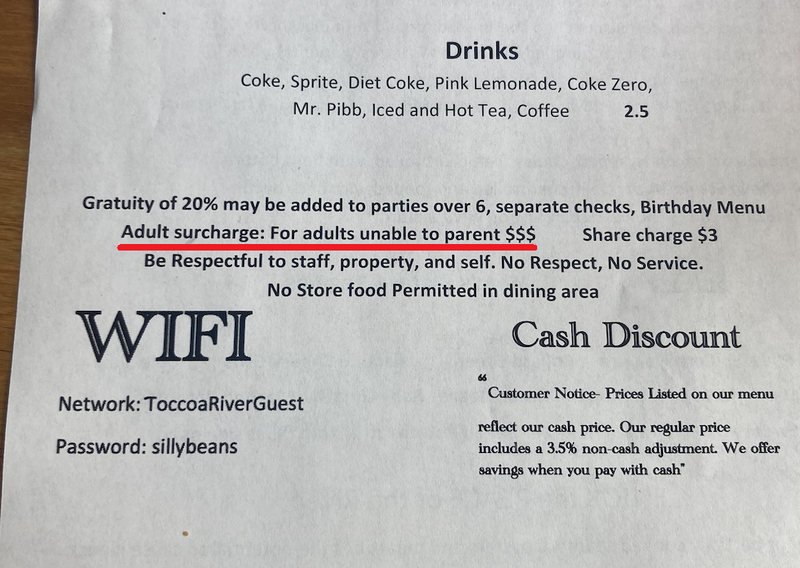 Drinks
Coke, Sprite, Diet Coke, Pink Lemonade, Coke Zero,
Mr. Pibb, Iced and Hot Tea, Coffee 2.5
Gratuity of 20% may be added to parties over 6, separate checks, Birthday Menu
Adult surcharge: For adults unable to parent $$$ Share charge $3
Be Respectful to staff, property, and self. No Respect, No Service.
No Store food Permitted in dining area
WIFI
Network: ToccoaRiverGuest
Password: sillybeans
Cash Discount
“Customer Notice- Prices Listed on our menu
reflect our cash price. Our regular price
includes a 3.5% non-cash adjustment. We offer
savings when you pay with cash”